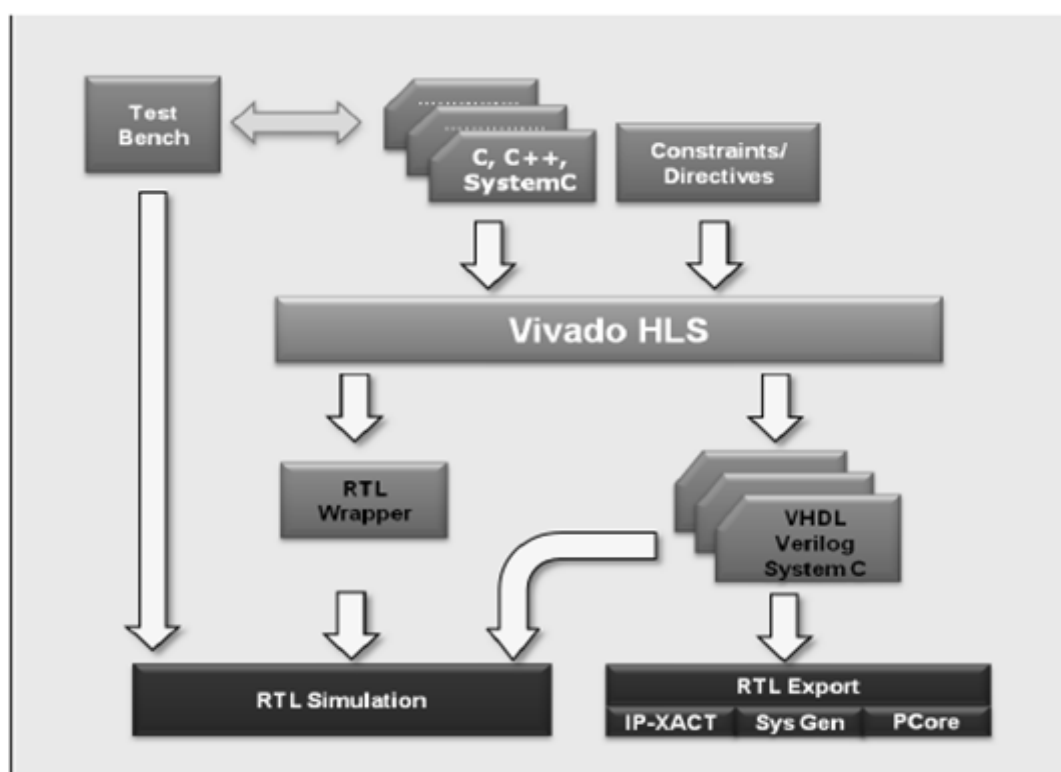 Test
Bench
C, C++,
SystemC
Constraints/
Directives
Vivado HLS
RTL
Wrapper
VHDL
Verilog
System C
RTL Simulation
RTL Export
IP-XACT
Sys Gen
PCore